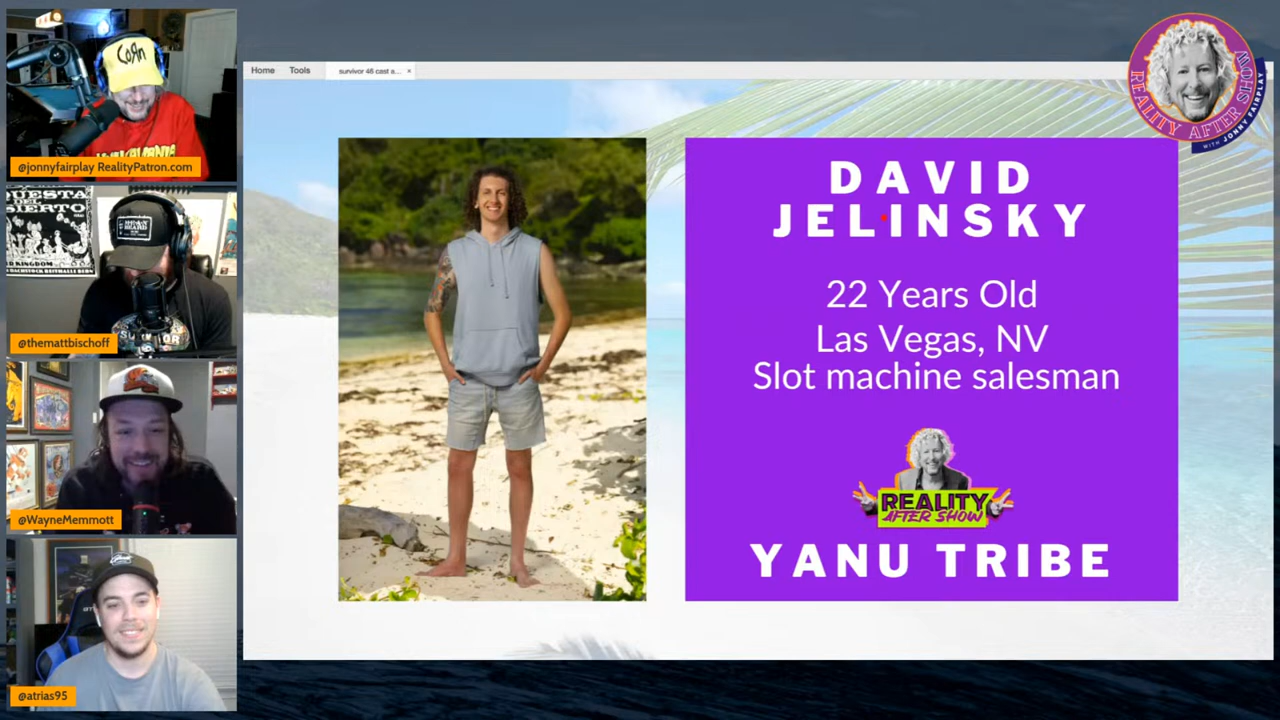 KoЯn
@jonnyfairplay RealityPatron.com
@themattbischoff
@WayneMemmott
@atrias95
Home
Tools
survivor 46 cast a...
×
REALITY AFTER SHOW
WITH JONNY FAIRPLAY
DAVID
JELINSKY
22 Years Old
Las Vegas, NV
Slot machine salesman
REALITY
AFTER SHOW
YANU TRIBE